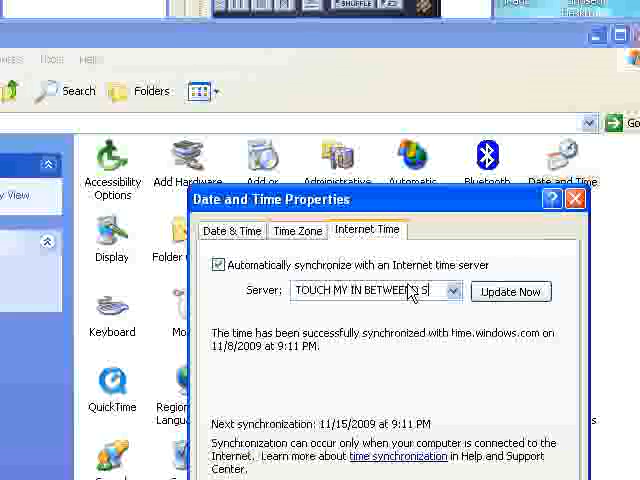 SHUFFLE
Search
Folders
Go
y View
Accessibility
Options
Add Hardware
Add or
Administrative
Automatic
Bluetooth
Date and Time
Date and Time Properties
Date & Time
Time Zone
Internet Time
Automatically synchronize with an Internet time server
Server:
TOUCH MY IN BETWEEN S
Update Now
The time has been successfully synchronized with time.windows.com on
11/8/2009 at 9:11 PM.
Next synchronization: 11/15/2009 at 9:11 PM
Synchronization can occur only when your computer is connected to the
Internet. Learn more about time synchronization in Help and Support
Center.
Display
Folder
Keyboard
Mo
QuickTime
Region
Langua